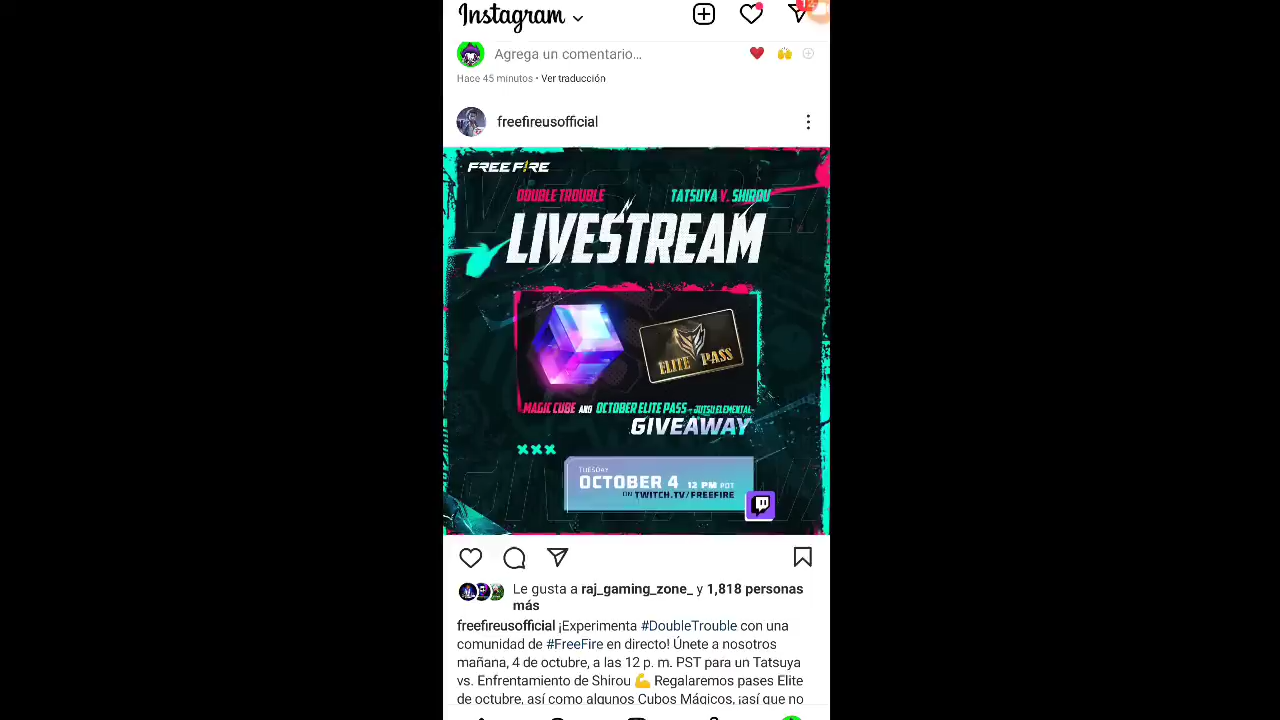 Instagram
Agrega un comentario...
Hace 45 minutos • Ver traducción
freefireusofficial
FREE FIRE
DOUBLE TROUBLE
TATSUYA V. SHIROU
LIVESTREAM
ELITE PASS
MAGIC CUBE AND OCTOBER ELITE PASS - JUTSU ELEMENTAL-
GIVEAWAY
TUESDAY
OCTOBER 4 12 PM PDT
ON TWITCH.TV/FREEFIRE
Le gusta a raj_gaming_zone_ y 1,818 personas
más
freefireusofficial ¡Experimenta #DoubleTrouble con una
comunidad de #FreeFire en directo! Únete a nosotros
mañana, 4 de octubre, a las 12 p. m. PST para un Tatsuya
vs. Enfrentamiento de Shirou 💪 Regalaremos pases Elite
de octubre, así como algunos Cubos Mágicos, ¡así que no